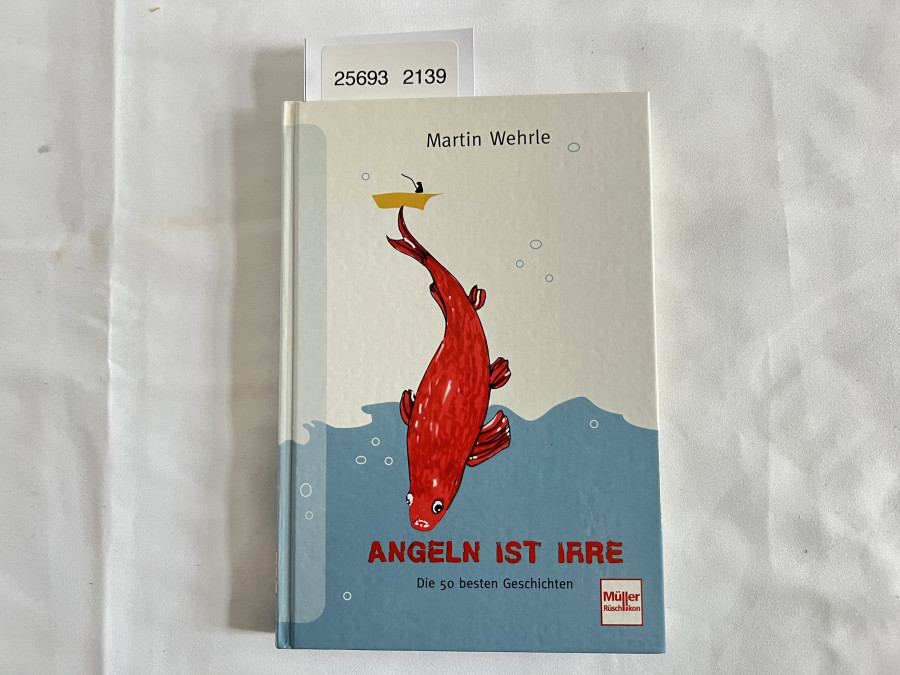 25693 2139
Martin Wehrle
ANGELN IST IRRE
Die 50 besten Geschichten
Müller
Rüschlikon